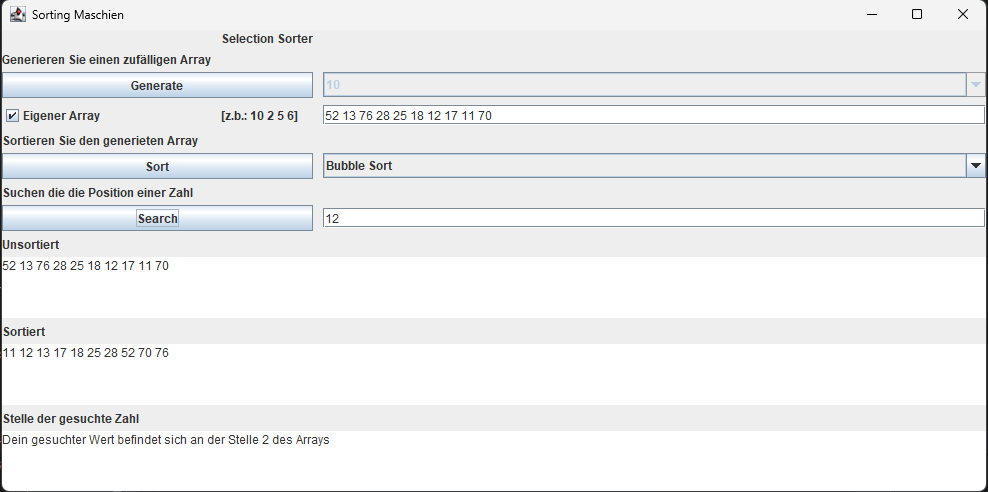 Sorting Maschien
Selection Sorter
Generieren Sie einen zufälligen Array
Generate 10
Eigener Array [z.b.: 10 2 5 6] 52 13 76 28 25 18 12 17 11 70
Sortieren Sie den generieten Array
Sort Bubble Sort
Suchen die die Position einer Zahl
Search 12
Unsortiert
52 13 76 28 25 18 12 17 11 70
Sortiert
11 12 13 17 18 25 28 52 70 76
Stelle der gesuchte Zahl
Dein gesuchter Wert befindet sich an der Stelle 2 des Arrays